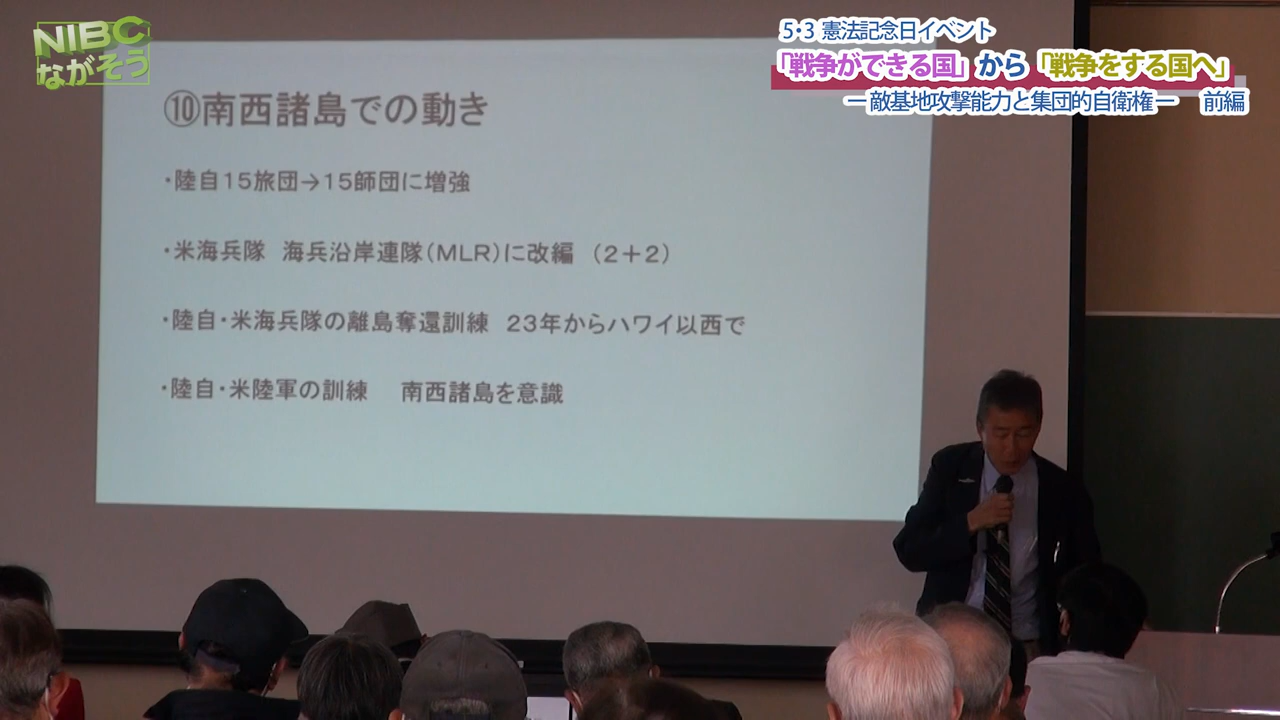 NIBC
ながそう
5・3 憲法記念日イベント
「戦争ができる国」から「戦争をする国へ」
ー敵基地攻撃能力と集団的自衛権ー 前編
⑩南西諸島での動き
・陸自15旅団→15師団に増強
・米海兵隊 海兵沿岸連隊(MLR)に改編 (2+2)
・陸自・米海兵隊の離島奪還訓練 23年からハワイ以西で
・陸自・米陸軍の訓練 南西諸島を意識